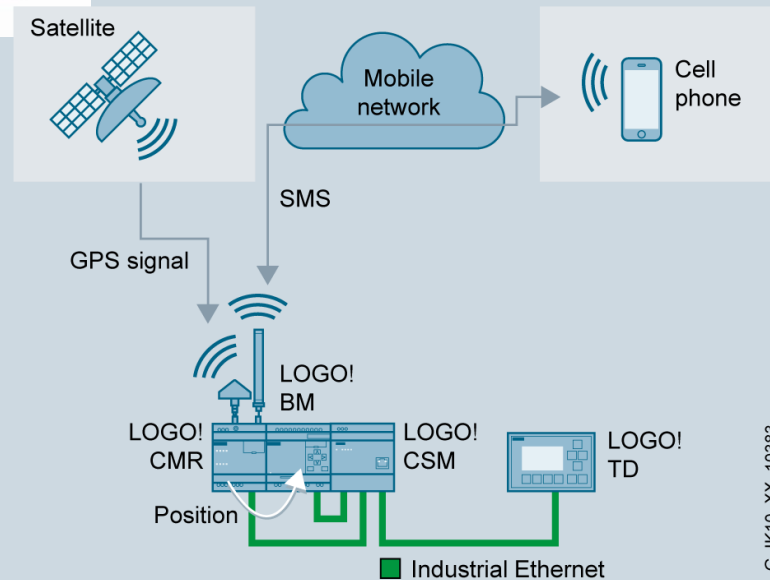 Satellite
Mobile
network
Cell
phone
SMS
GPS signal
LOGO!
BM
LOGO!
CMR
LOGO!
CSM
LOGO!
TD
Position
Industrial Ethernet